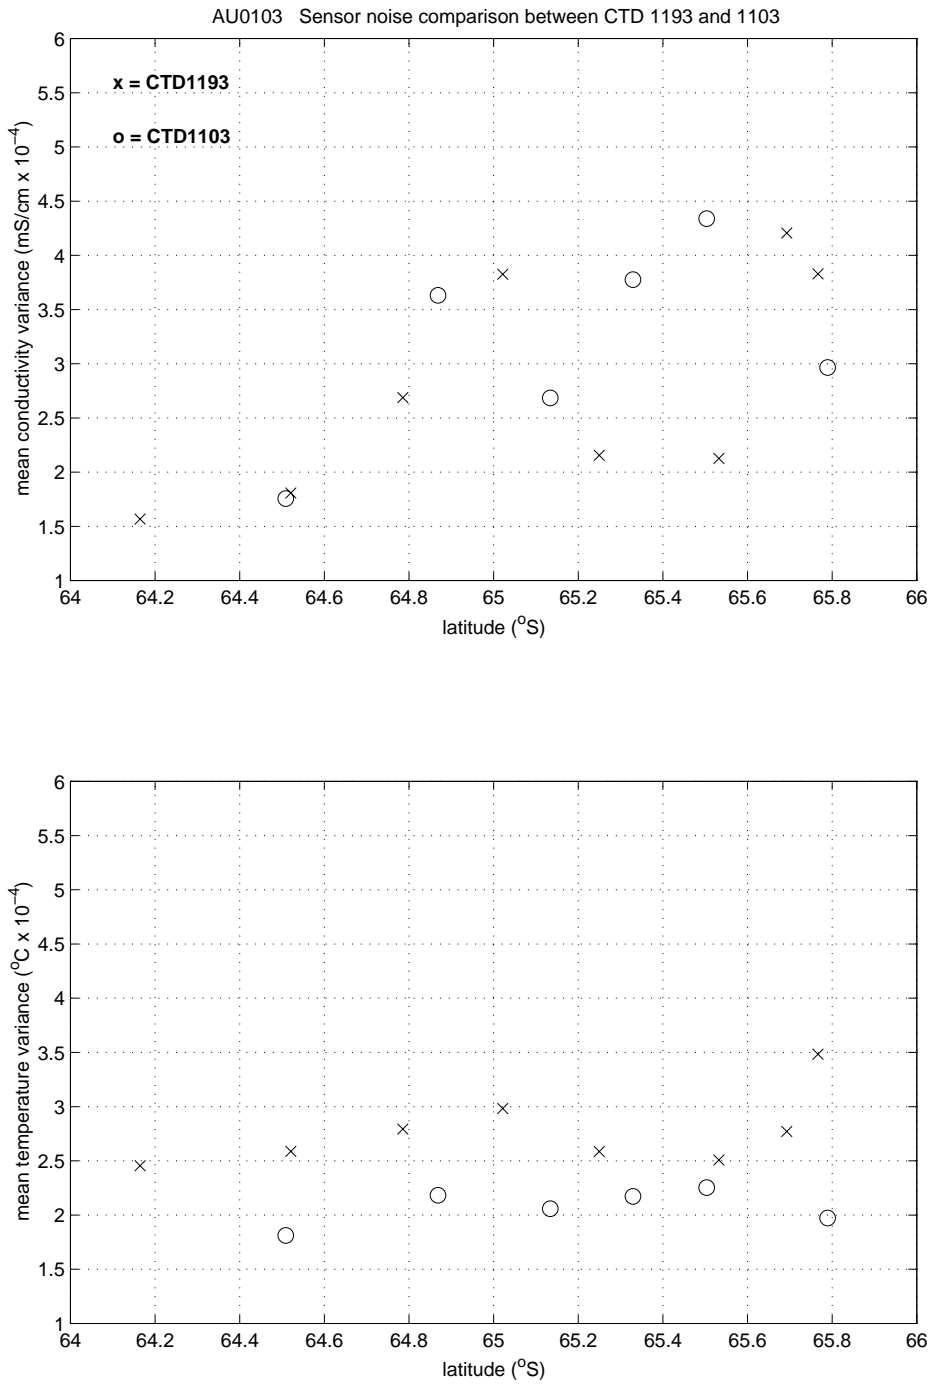 AU0103   Sensor noise comparison between CTD 1193 and 1103
6
5.5
5
4.5
4
3.5
3
2.5
2
1.5
1
mean conductivity variance (mS/cm x 10−4)
x = CTD1193
o = CTD1103
64 64.2 64.4 64.6 64.8 65 65.2 65.4 65.6 65.8 66
latitude (oS)
6
5.5
5
4.5
4
3.5
3
2.5
2
1.5
1
mean temperature variance (oC x 10−4)
64 64.2 64.4 64.6 64.8 65 65.2 65.4 65.6 65.8 66
latitude (oS)